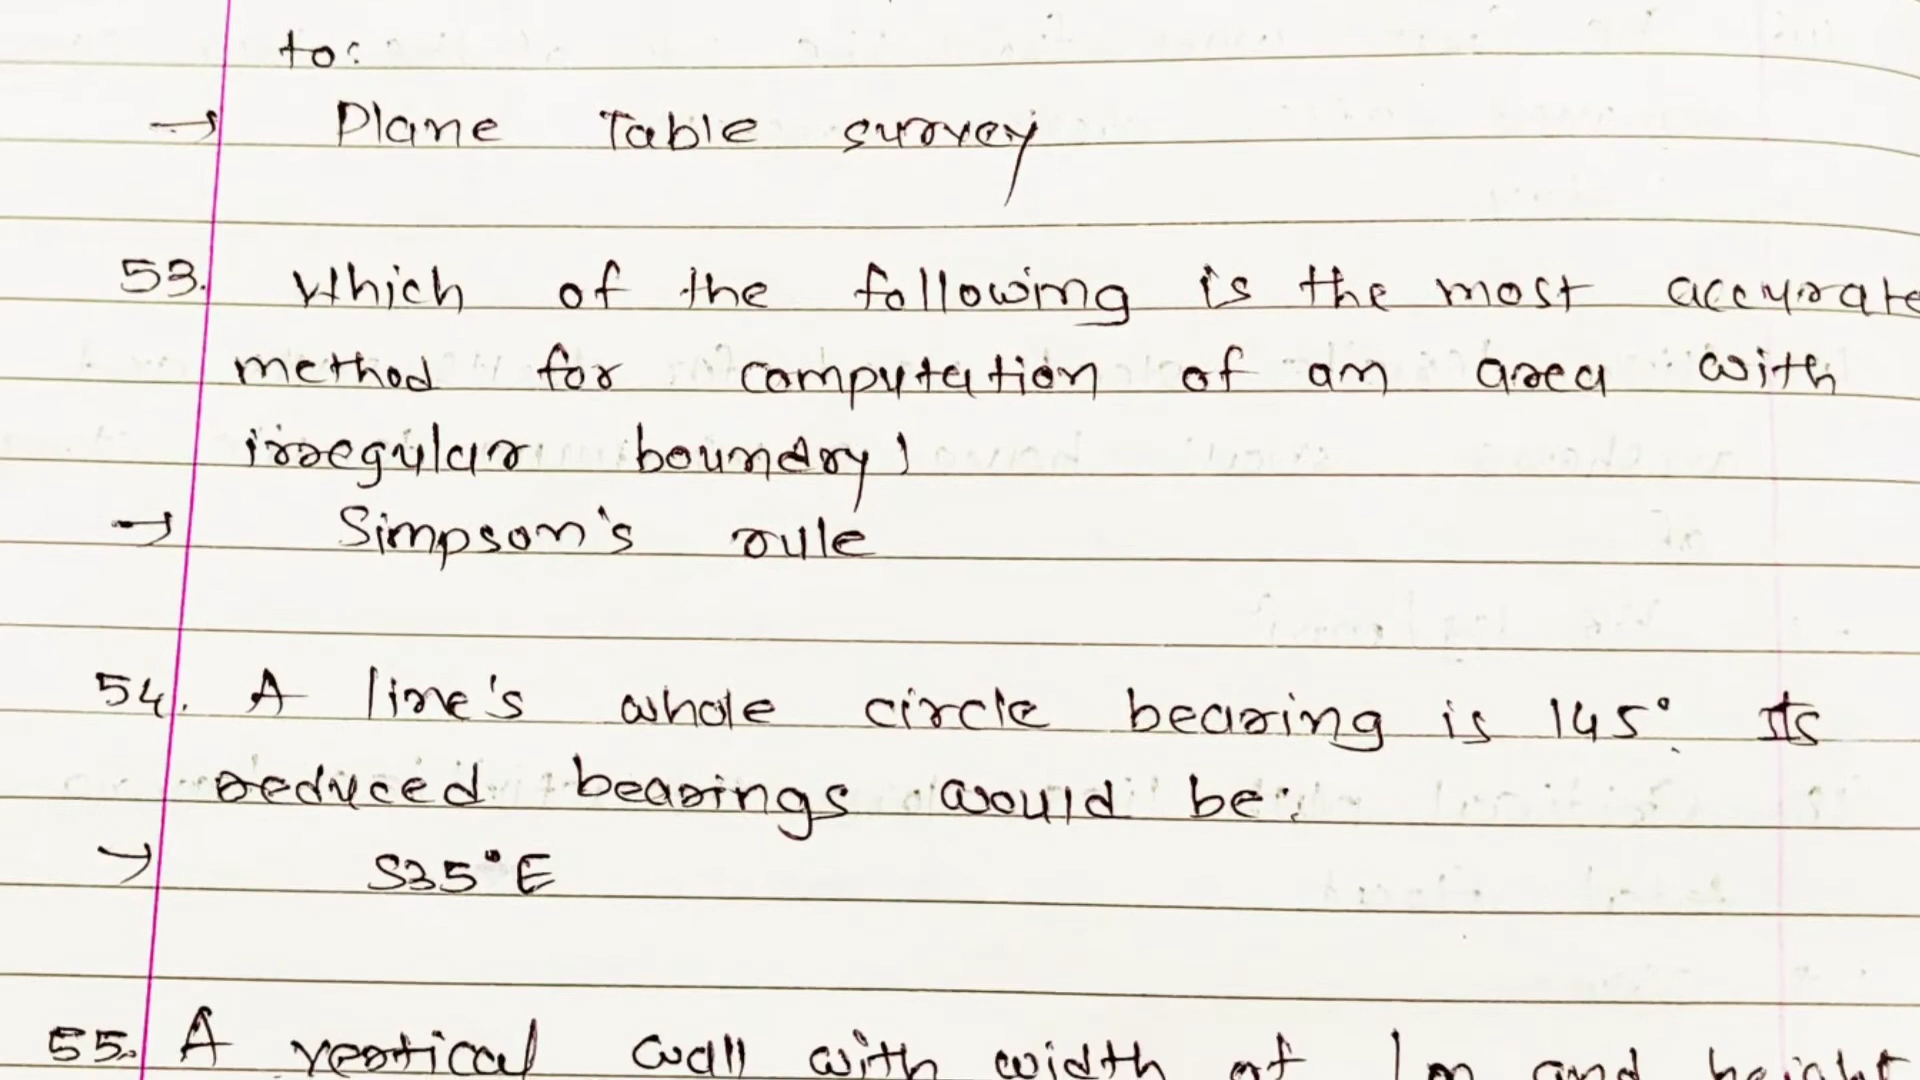 to:
→ Plane Table survey
53. Which of the following is the most accurate
method for computation of an area with
irregular boundry?
→ Simpson's rule
54. A line's whole circle bearing is 145° Its
reduced bearings would be:
→ S35°E
55. A vertical wall with width of 1m and height